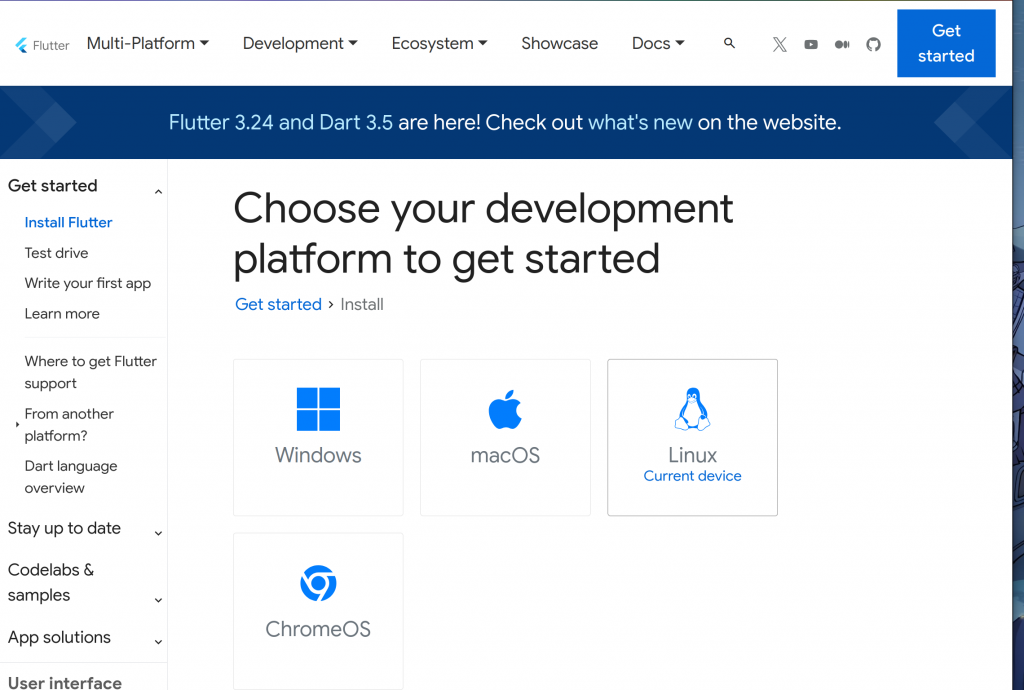 Flutter
Multi-Platform
Development
Ecosystem
Showcase
Docs
Get
started
Flutter 3.24 and Dart 3.5 are here! Check out what's new on the website.
Get started
Install Flutter
Test drive
Write your first app
Learn more
Where to get Flutter
support
From another
platform?
Dart language
overview
Stay up to date
Codelabs &
samples
App solutions
User interface
Choose your development
platform to get started
Get started › Install
Windows
macOS
Linux
Current device
ChromeOS